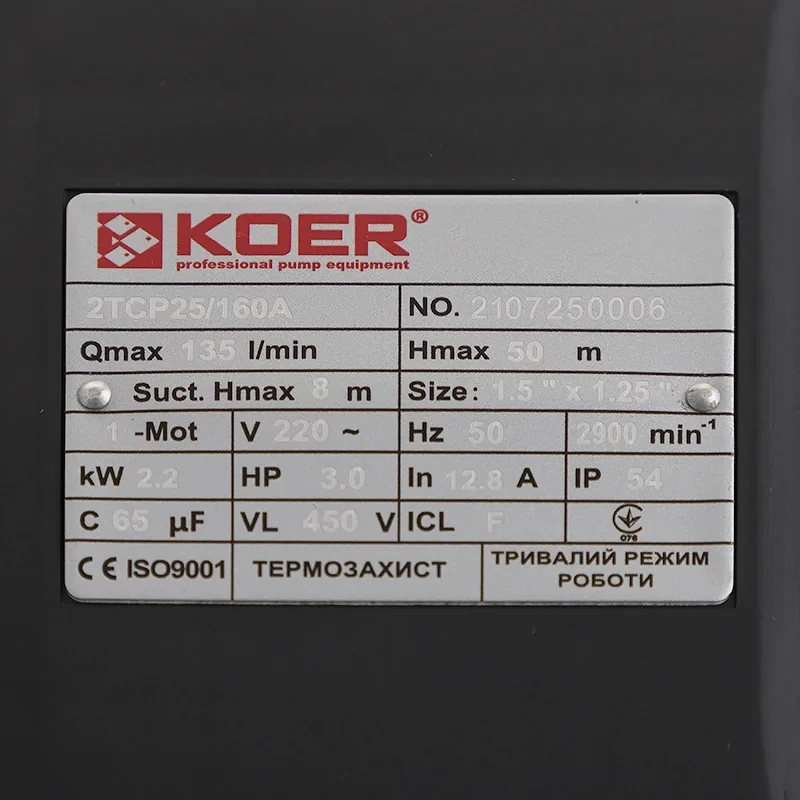 KOER®
professional pump equipment
2TCP25/160A NO. 2107250006
Qmax 135 l/min Hmax 50 m
Suct. Hmax 8 m Size: 1.5" x 1.25"
1 -Mot V 220 ~ Hz 50 2900 min-1
kW 2.2 HP 3.0 In 12.8 A IP 54
C 65 µF VL 450 V ICL F
076
CE ISO9001 ТЕРМОЗАХИСТ ТРИВАЛИЙ РЕЖИМ
РОБОТИ